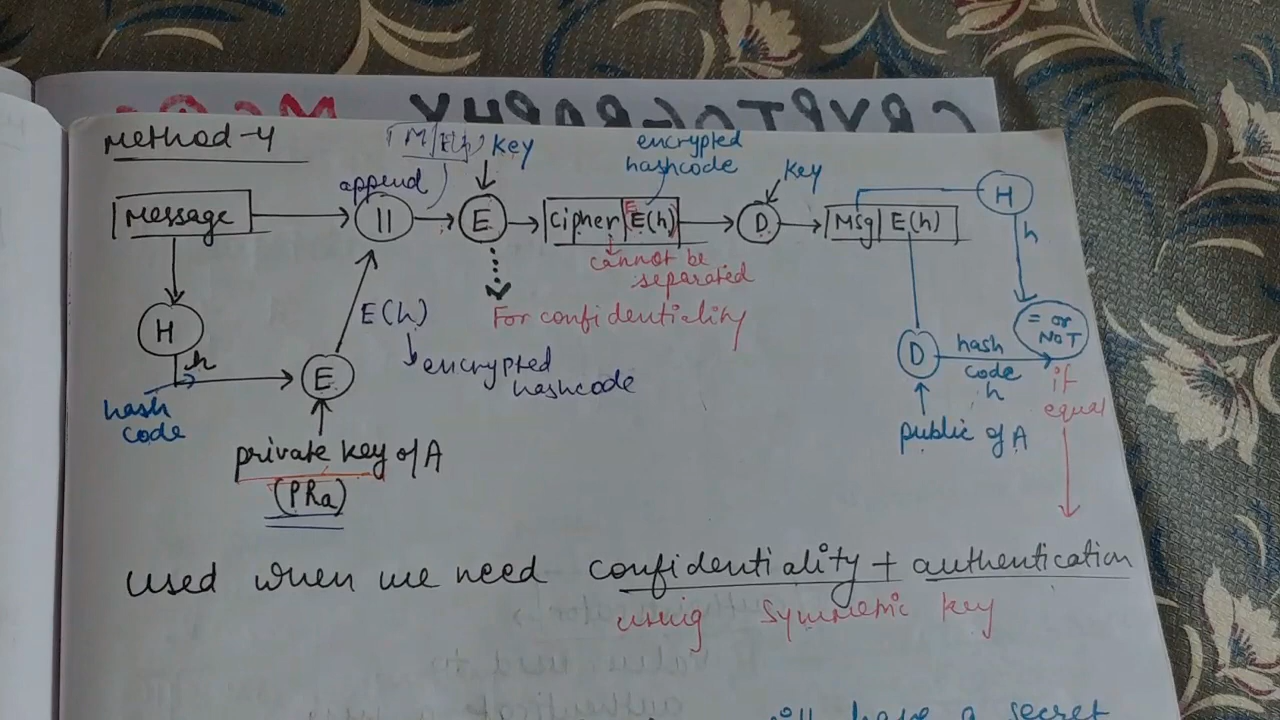 CRYPTOGRAPHY
Method-4
M/E(h)
key
encrypted
hashcode
append
key
Message
||
E
Cipher
E
E(h)
D
Msg
E(h)
H
cannot be
separated
h
For confidentiality
H
E(h)
= or
NOT
h
encrypted
hashcode
E
D
hash
code
h
if
equal
hash
code
public of A
private key of A
(PRa)
used when we need confidentiality + authentication
using symmetric key
have a secret